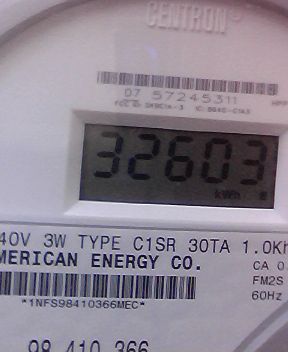 CENTRON
07 57245311
32603
kWh
40V 3W TYPE C1SR 30TA 1.0Kh
MERICAN ENERGY CO.
CA 0.
FM2S
60Hz
*1NFS98410366MEC*
98 410 366